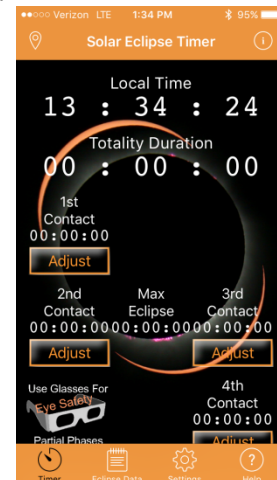 Verizon LTE 1:34 PM 95%
Solar Eclipse Timer
Local Time
13 : 34 : 24
Totality Duration
00 : 00 : 00
1st
Contact
00:00:00
Adjust
2nd
Contact
00:00:00
Adjust
Max
Eclipse
00:00:00
3rd
Contact
00:00:00
Adjust
Use Glasses For
Eye Safety
Partial Phases
4th
Contact
00:00:00
Adjust
Timer
Eclipse Data
Settings
Help